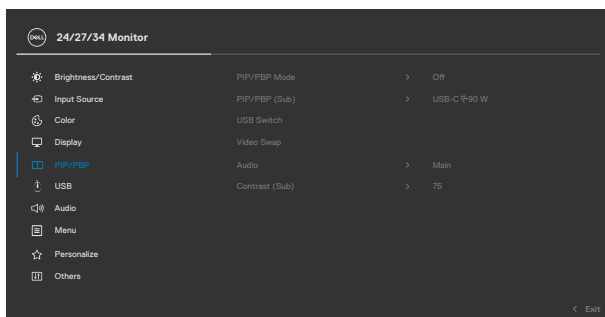 DELL 24/27/34 Monitor
Brightness/Contrast PIP/PBP Mode > Off
Input Source PIP/PBP (Sub) > USB-C 90 W
Color USB Switch
Display Video Swap
PIP/PBP Audio > Main
USB Contrast (Sub) > 75
Audio
Menu
Personalize
Others
< Exit